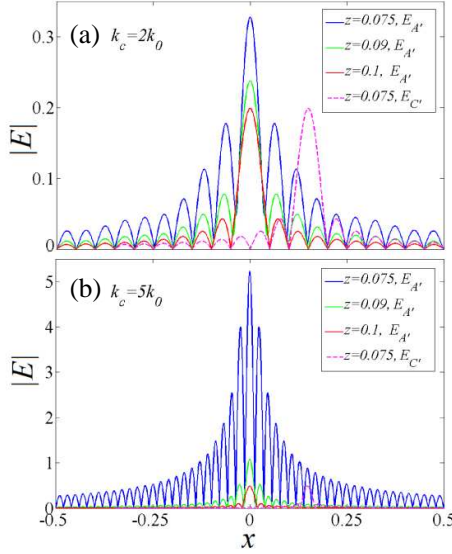 (a) k_c=2k_0
z=0.075, E_A'
z=0.09, E_A'
z=0.1, E_A'
z=0.075, E_C'
|E|
0.3
0.2
0.1
(b) k_c=5k_0
z=0.075, E_A'
z=0.09, E_A'
z=0.1, E_A'
z=0.075, E_C'
|E|
5
4
3
2
1
0
-0.5 -0.25 0 0.25 0.5
x